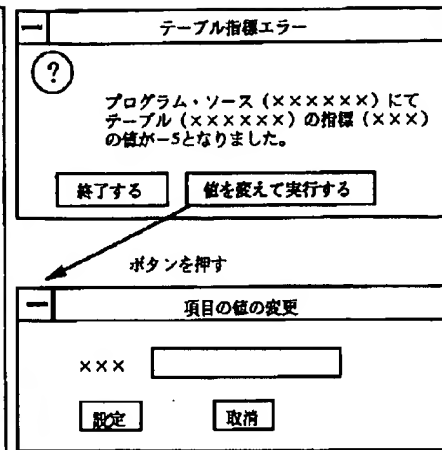 テーブル指標エラー
?
プログラム・ソース(××××××)にて
テーブル(××××××)の指標(×××)
の値が−5となりました。
終了する 値を変えて実行する
ボタンを押す
項目の値の変更
×××
設定 取消